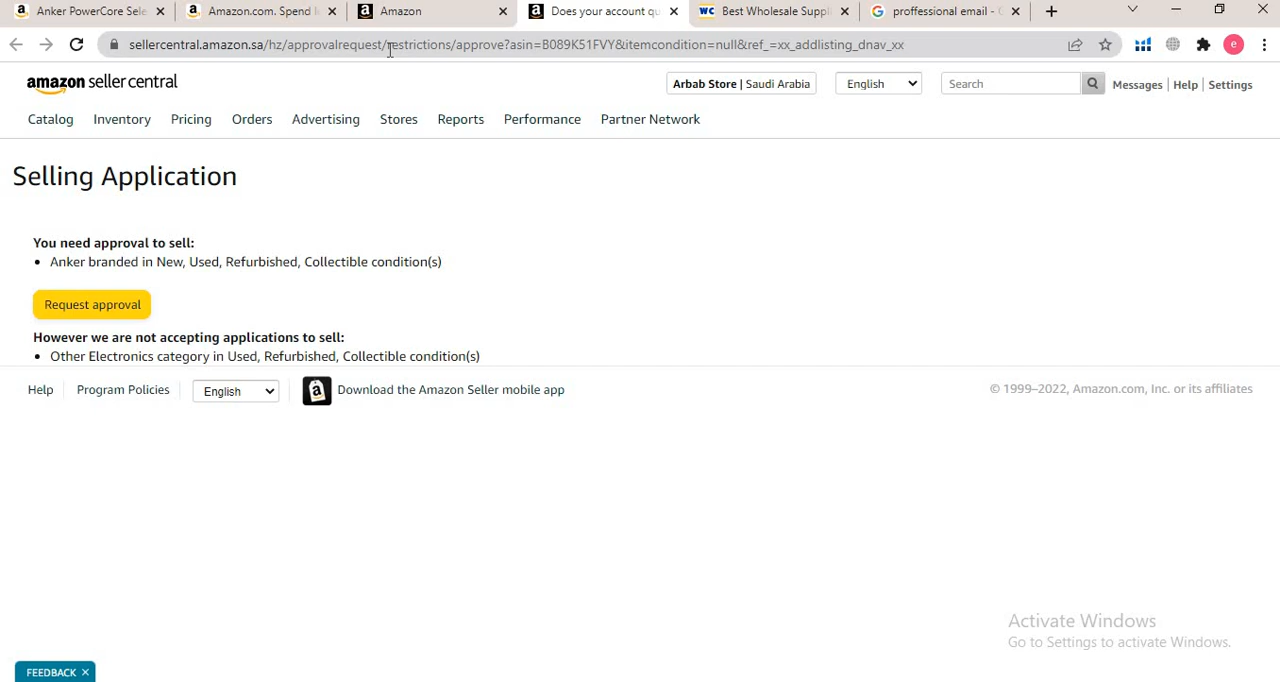 Anker PowerCore Sele
Amazon.com. Spend l
Amazon
Does your account qu
WC Best Wholesale Suppl
proffessional email - G
sellercentral.amazon.sa/hz/approvalrequest/restrictions/approve?asin=B089K51FVY&itemcondition=null&ref_=xx_addlisting_dnav_xx
e
amazon seller central
Arbab Store | Saudi Arabia
English
Search
Messages | Help | Settings
Catalog Inventory Pricing Orders Advertising Stores Reports Performance Partner Network
Selling Application
You need approval to sell:
• Anker branded in New, Used, Refurbished, Collectible condition(s)
Request approval
However we are not accepting applications to sell:
• Other Electronics category in Used, Refurbished, Collectible condition(s)
Help Program Policies English Download the Amazon Seller mobile app © 1999–2022, Amazon.com, Inc. or its affiliates
Activate Windows
Go to Settings to activate Windows.
FEEDBACK ×